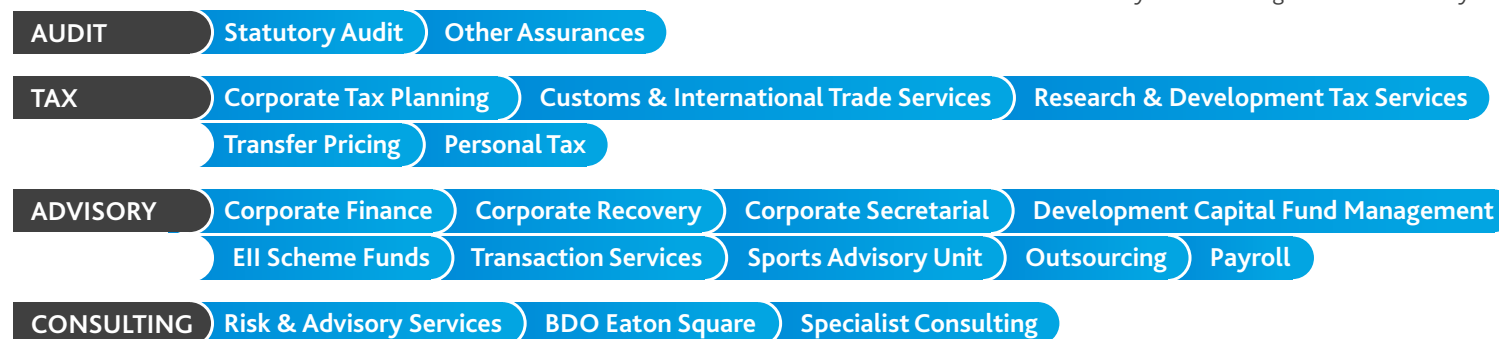 AUDIT Statutory Audit Other Assurances
TAX Corporate Tax Planning Customs & International Trade Services Research & Development Tax Services
Transfer Pricing Personal Tax
ADVISORY Corporate Finance Corporate Recovery Corporate Secretarial Development Capital Fund Management
EII Scheme Funds Transaction Services Sports Advisory Unit Outsourcing Payroll
CONSULTING Risk & Advisory Services BDO Eaton Square Specialist Consulting